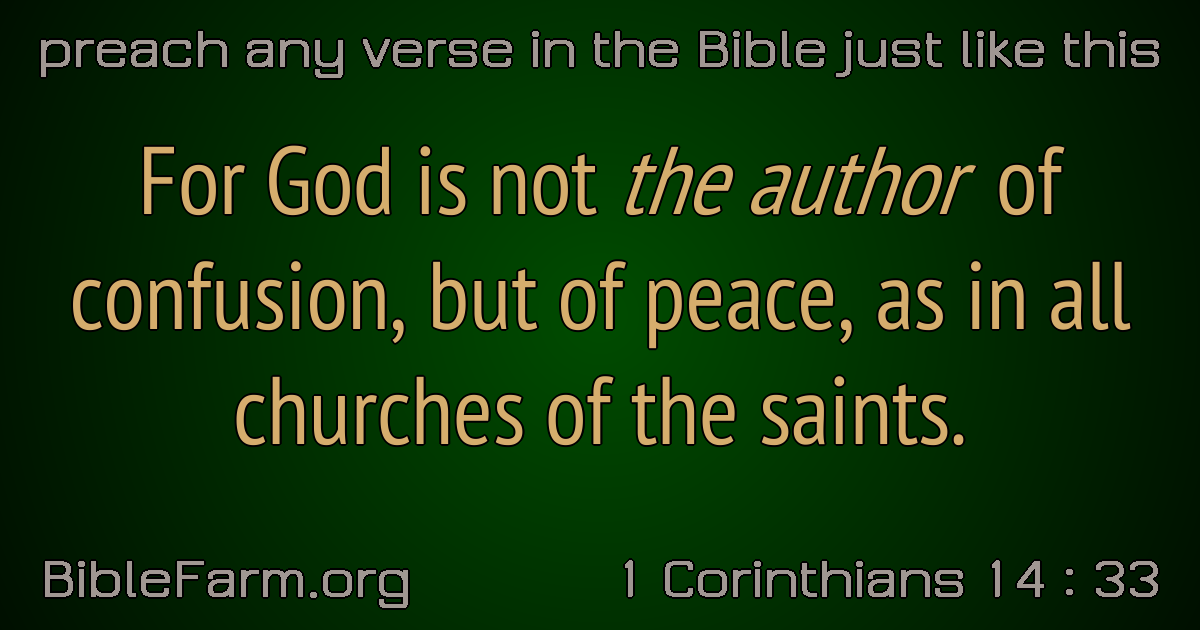 preach any verse in the Bible just like this
For God is not the author of
confusion, but of peace, as in all
churches of the saints.
BibleFarm.org
1 Corinthians 14 : 33